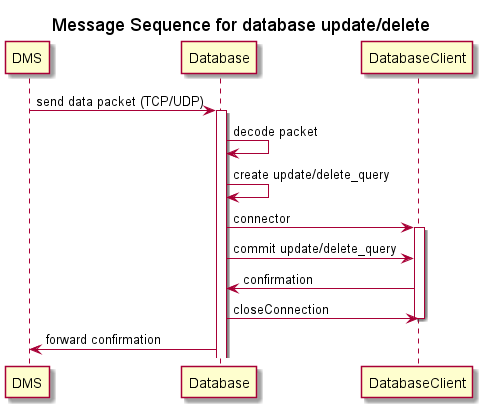 Message Sequence for database update/delete
DMS
Database
DatabaseClient
send data packet (TCP/UDP)
decode packet
create update/delete_query
connector
commit update/delete_query
confirmation
closeConnection
forward confirmation
DMS
Database
DatabaseClient